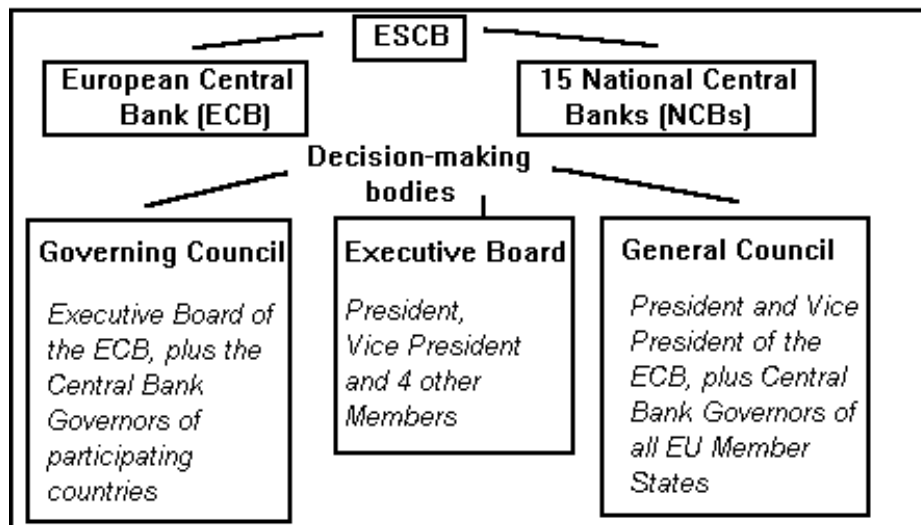 ESCB
European Central
Bank (ECB)
15 National Central
Banks (NCBs)
Decision-making
bodies
Governing Council
Executive Board of
the ECB, plus the
Central Bank
Governors of
participating
countries
Executive Board
President,
Vice President
and 4 other
Members
General Council
President and Vice
President of the
ECB, plus Central
Bank Governors of
all EU Member
States